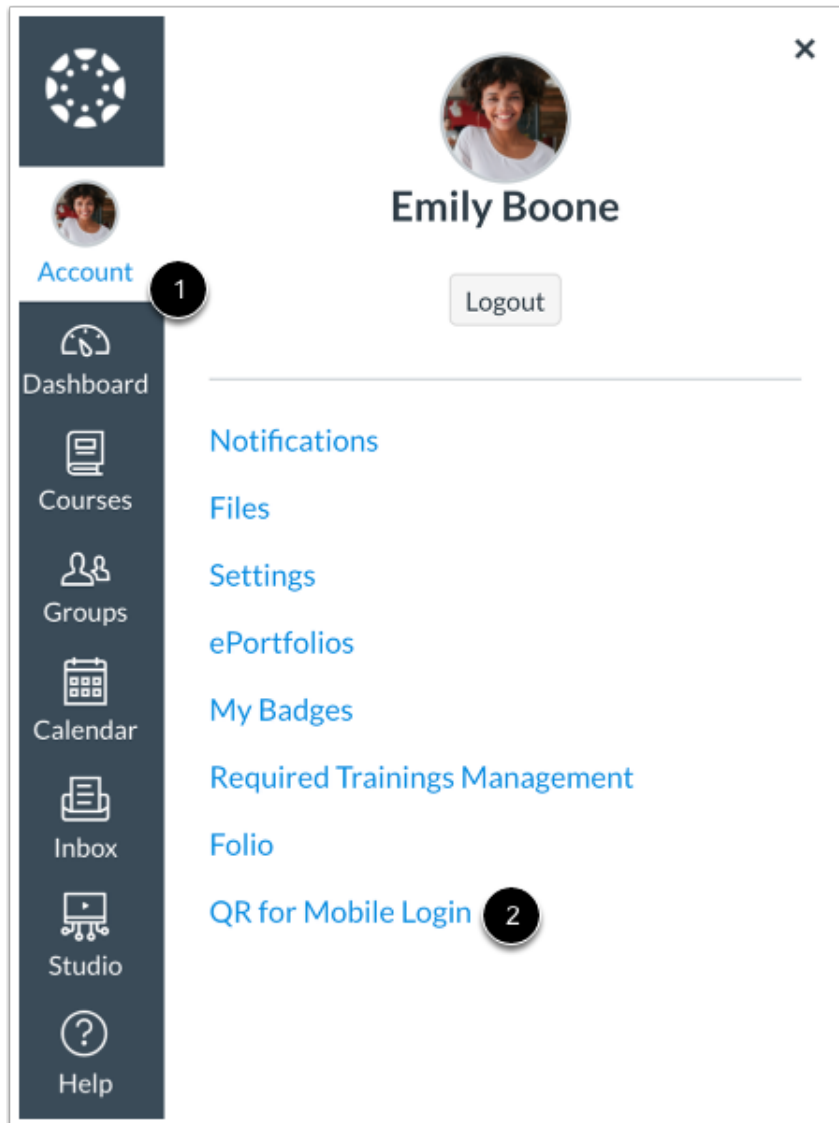 Emily Boone
Account
1
Logout
Dashboard
Courses
Groups
Calendar
Inbox
Studio
Help
Notifications
Files
Settings
ePortfolios
My Badges
Required Trainings Management
Folio
QR for Mobile Login 2